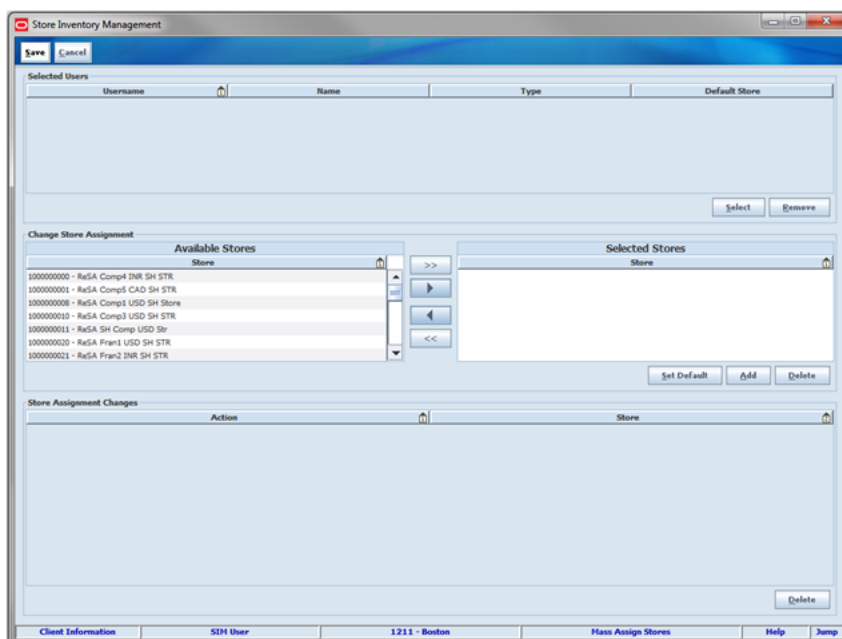 Store Inventory Management
Save Cancel
Selected Users
Username Name Type Default Store
Select Remove
Change Store Assignment
Available Stores
Store
1000000000 - ReSA Comp4 INR SH STR
1000000001 - ReSA Comp5 CAD SH STR
1000000008 - ReSA Comp1 USD SH Store
1000000010 - ReSA Comp3 USD SH STR
1000000011 - ReSA SH Comp USD Str
1000000020 - ReSA Fran1 USD SH STR
1000000021 - ReSA Fran2 INR SH STR
>>
<<
Selected Stores
Store
Set Default Add Delete
Store Assignment Changes
Action Store
Delete
Client Information SIM User 1211 - Boston Mass Assign Stores Help Jump